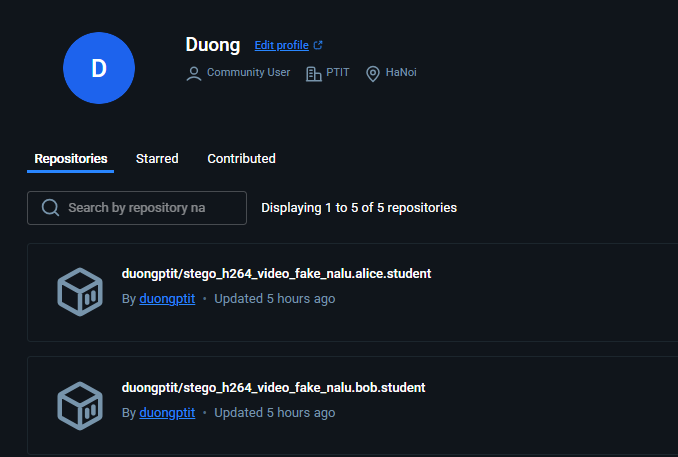 D
Duong Edit profile
Community User PTIT HaNoi
Repositories Starred Contributed
Search by repository na Displaying 1 to 5 of 5 repositories
duongptit/stego_h264_video_fake_nalu.alice.student
By duongptit • Updated 5 hours ago
duongptit/stego_h264_video_fake_nalu.bob.student
By duongptit • Updated 5 hours ago